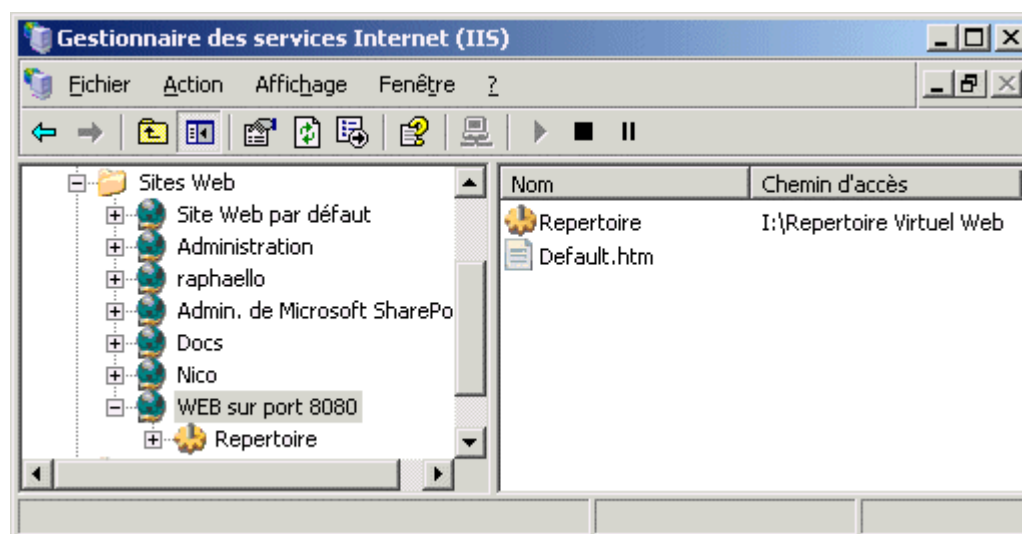 Gestionnaire des services Internet (IIS)
Fichier Action Affichage Fenêtre ?
Sites Web
Site Web par défaut
Administration
raphaello
Admin. de Microsoft SharePo
Docs
Nico
WEB sur port 8080
Repertoire
Nom Chemin d'accès
Repertoire I:\Repertoire Virtuel Web
Default.htm